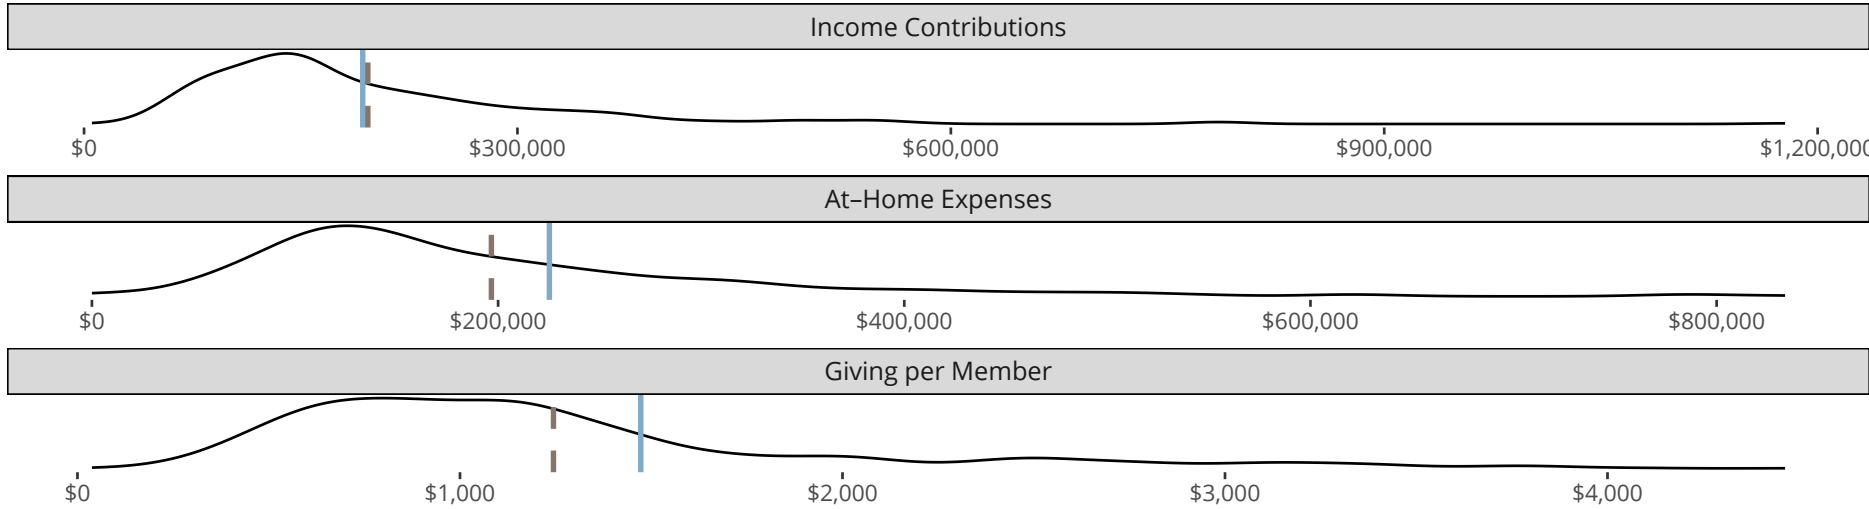 Income Contributions
$0 $300,000 $600,000 $900,000 $1,200,000
At–Home Expenses
$0 $200,000 $400,000 $600,000 $800,000
Giving per Member
$0 $1,000 $2,000 $3,000 $4,000